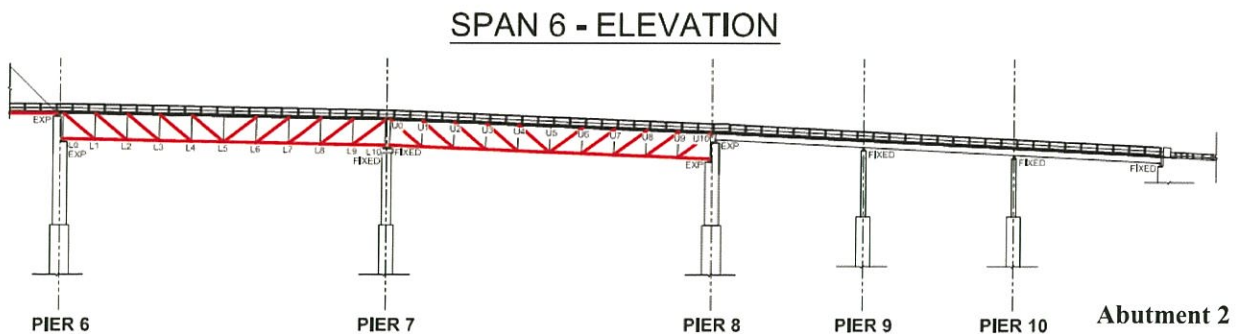 SPAN 6 - ELEVATION
EXP
U0 U1 U2 U3 U4 U5 U6 U7 U8 U9 U10
EXP
L0 L1 L2 L3 L4 L5 L6 L7 L8 L9 L10
EXP
FIXED
FIXED
EXP
FIXED
FIXED
FIXED
PIER 6
PIER 7
PIER 8
PIER 9
PIER 10
Abutment 2